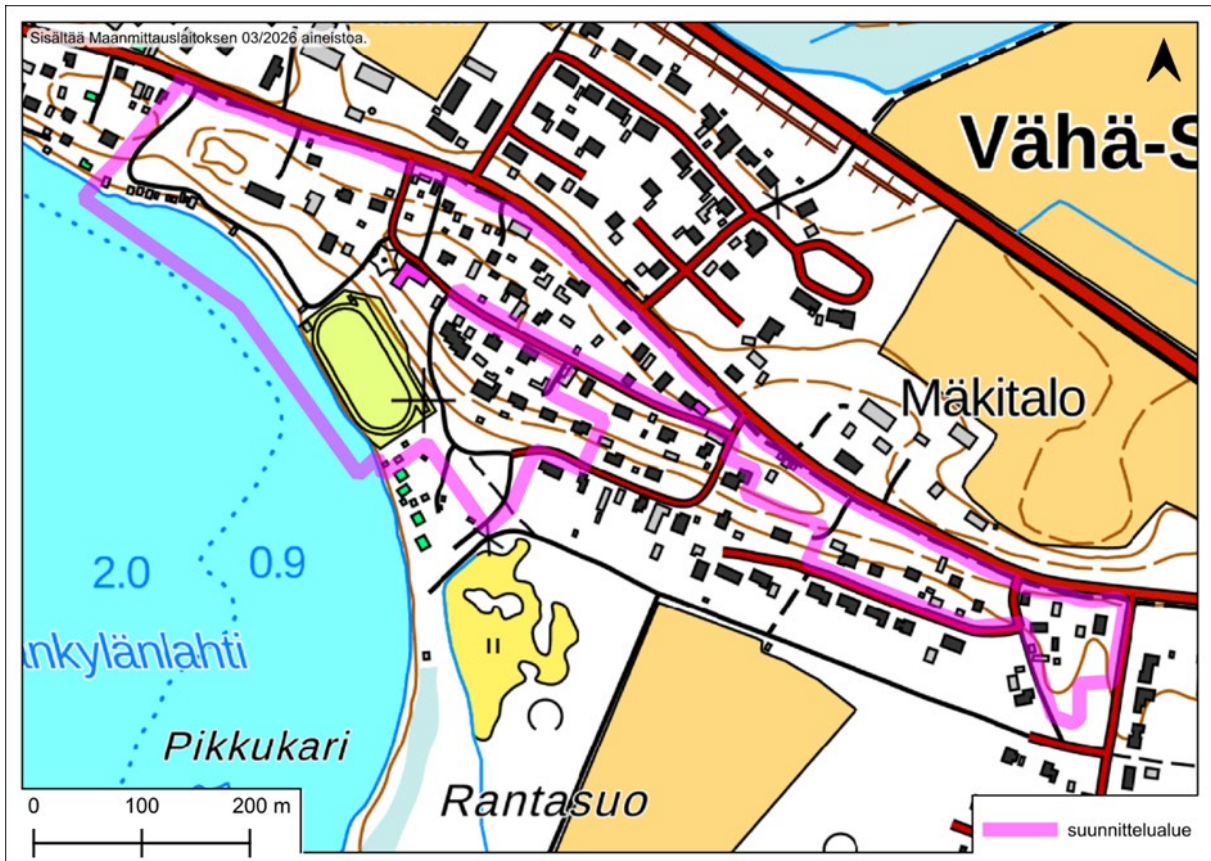 Sisältää Maanmittauslaitoksen 03/2026 aineistoa.
Vähä-S
Mäkitalo
2.0
0.9
ankylänlahti
Pikkukari
Rantasuo
0 100 200 m
suunnittelualue